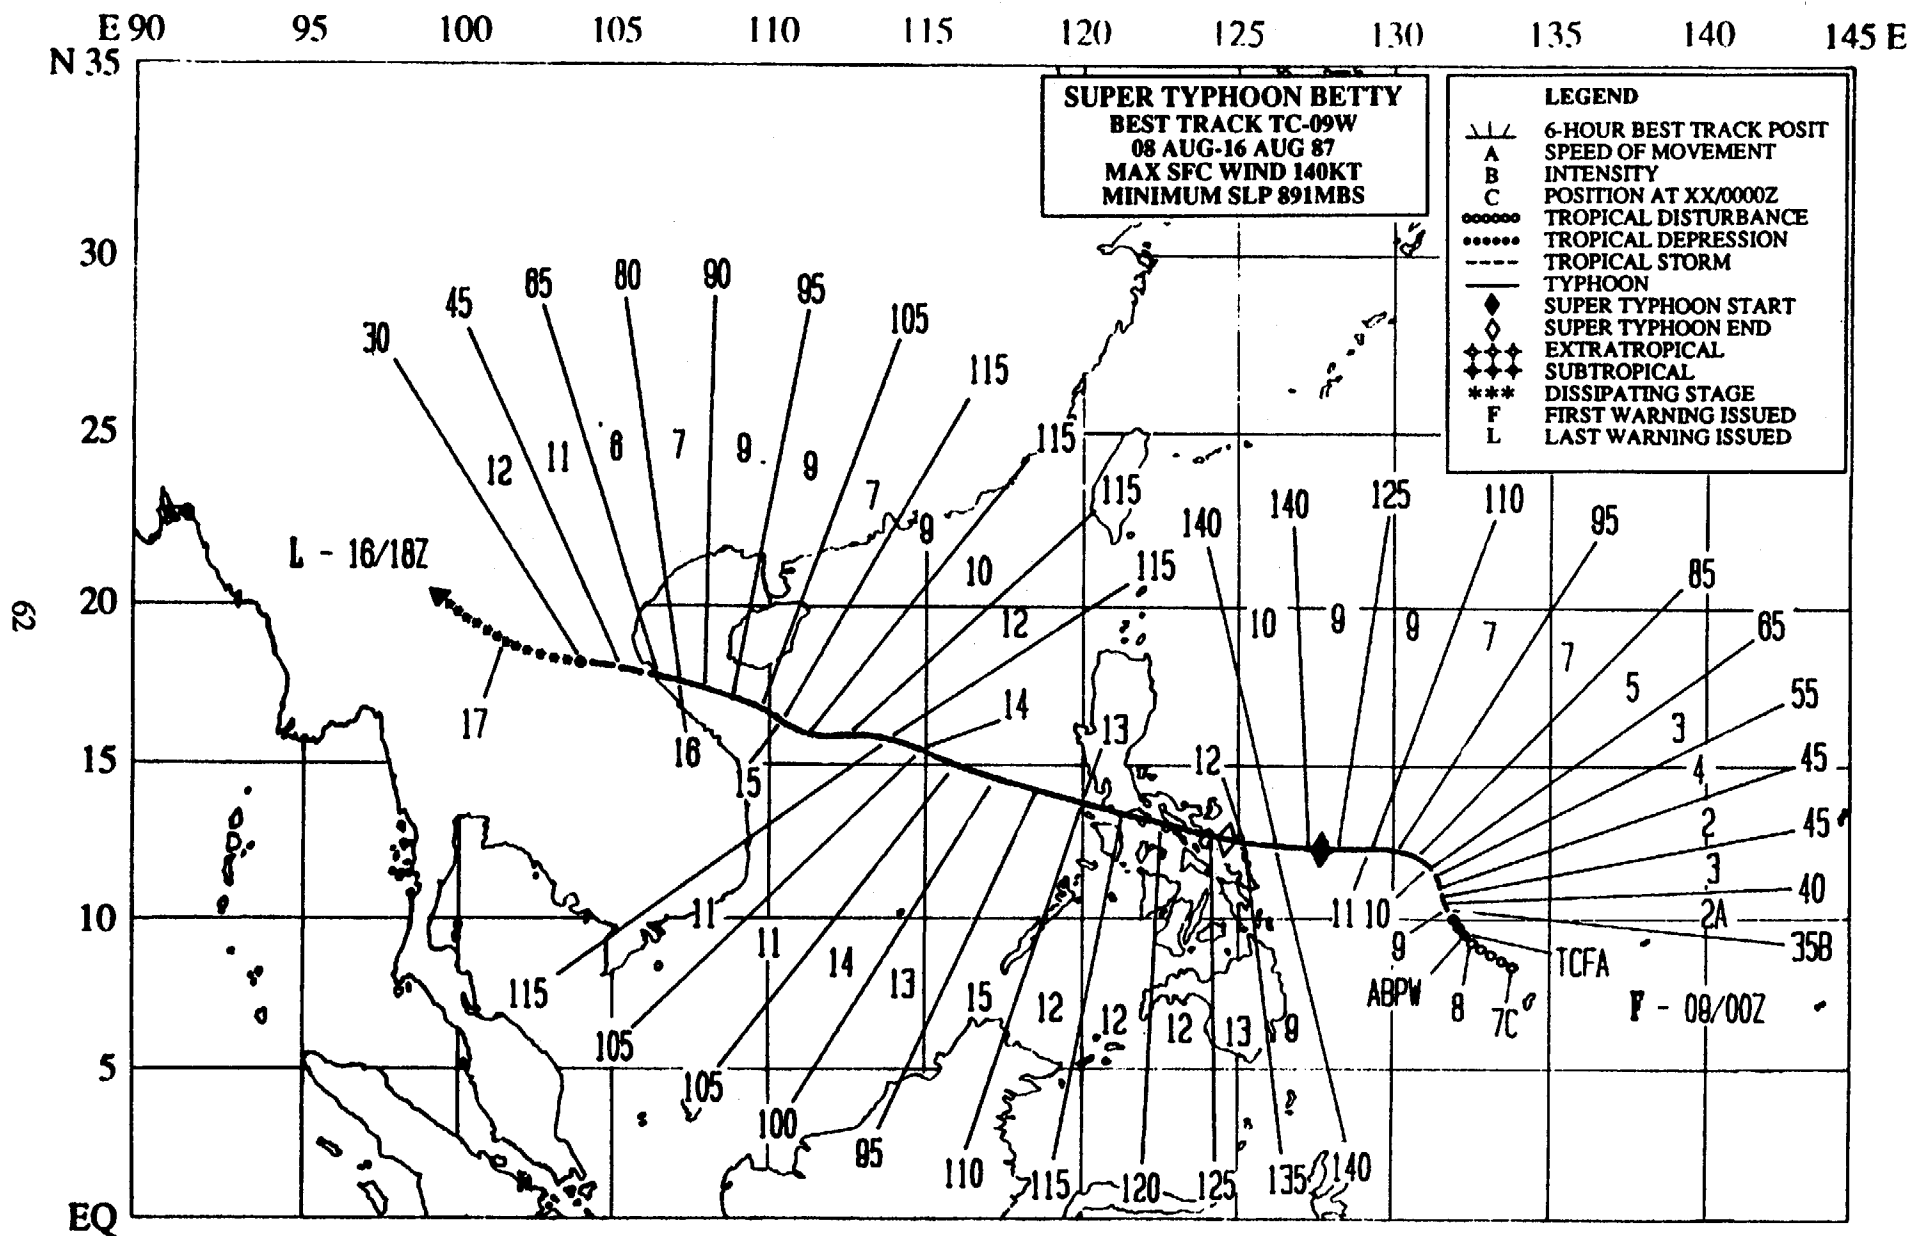 E 90 95 100 105 110 115 120 125 130 135 140 145 E
N 35
SUPER TYPHOON BETTY
BEST TRACK TC-09W
08 AUG-16 AUG 87
MAX SFC WIND 140KT
MINIMUM SLP 891MBS
LEGEND
6-HOUR BEST TRACK POSIT
A SPEED OF MOVEMENT
B INTENSITY
C POSITION AT XX/0000Z
TROPICAL DISTURBANCE
TROPICAL DEPRESSION
TROPICAL STORM
TYPHOON
SUPER TYPHOON START
SUPER TYPHOON END
EXTRATROPICAL
SUBTROPICAL
*** DISSIPATING STAGE
F FIRST WARNING ISSUED
L LAST WARNING ISSUED
30
25
20
15
10
5
EQ
62
30 45 65 80 90 95 105 115 115 115 115
12 11 8 7 9 9 7 9 10 12 14
L - 16/18Z
17 16 15 14 13 12 11 10 9 8 7C
140 140 125 110 95 85 65 55 45 45 40 35B
10 9 9 7 7 5 3 4 2 3 2A
TCFA
ABPW
F - 08/00Z
11 11 14 13 15 12 12 12 13 9
115 105 105 100 95 110 115 120 125 135 140